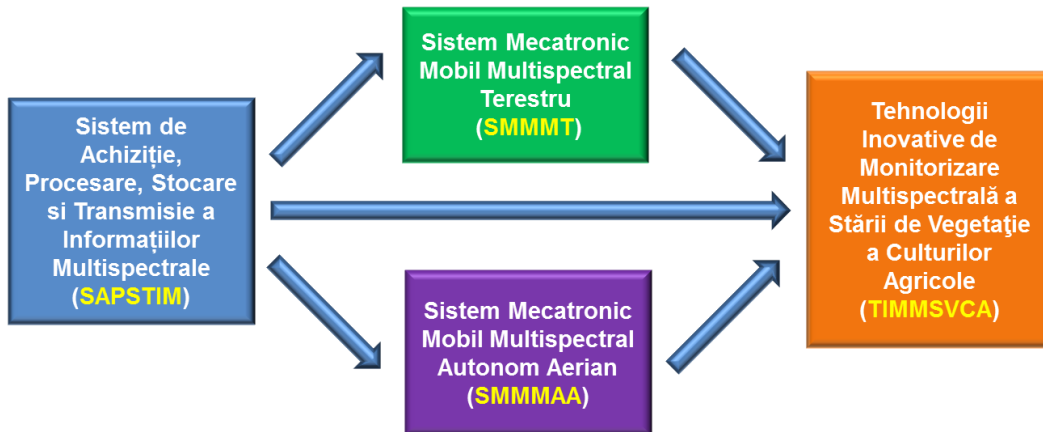 Sistem de
Achiziție,
Procesare, Stocare
si Transmisie a
Informațiilor
Multispectrale
(SAPSTIM)
Sistem Mecatronic
Mobil Multispectral
Terestru
(SMMMT)
Sistem Mecatronic
Mobil Multispectral
Autonom Aerian
(SMMMAA)
Tehnologii
Inovative de
Monitorizare
Multispectrală a
Stării de Vegetaţie
a Culturilor
Agricole
(TIMMSVCA)